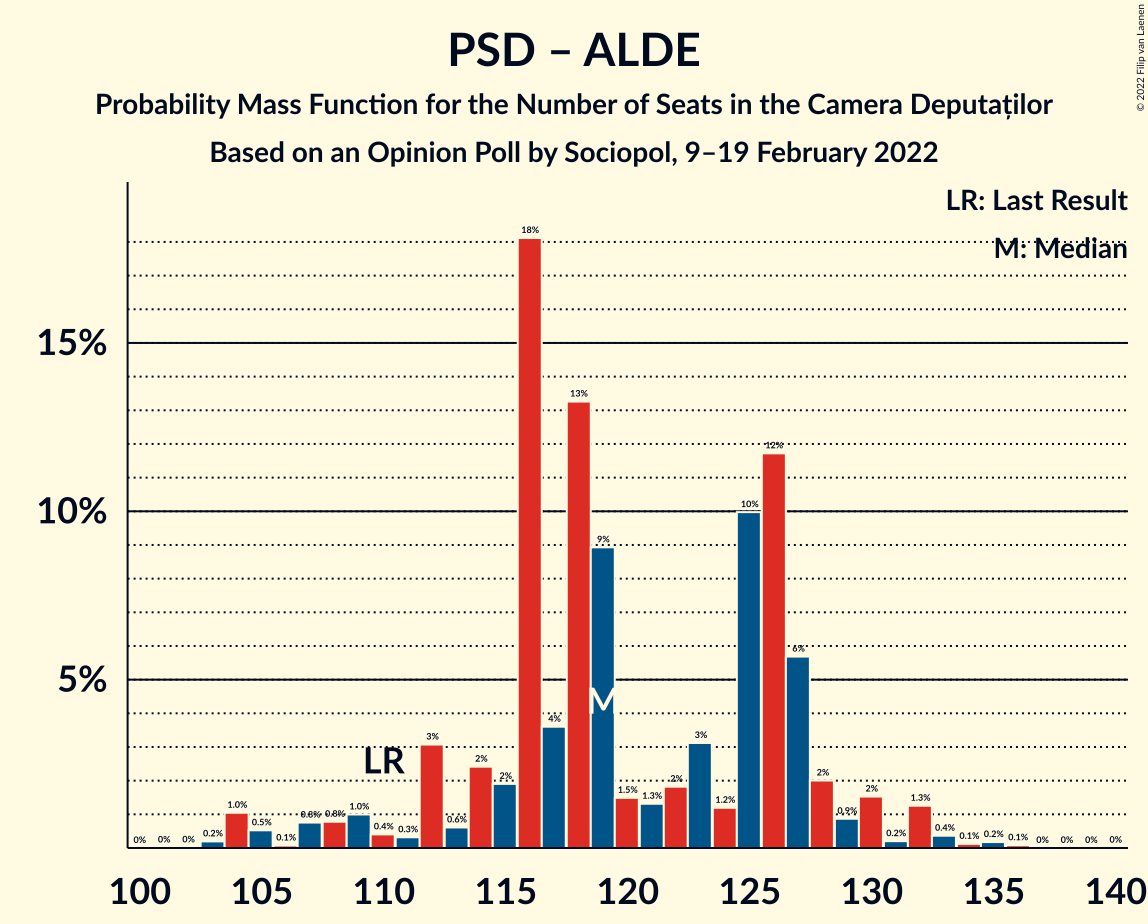 PSD – ALDE
Probability Mass Function for the Number of Seats in the Camera Deputaților
Based on an Opinion Poll by Sociopol, 9–19 February 2022
© 2022 Filip van Laenen
LR: Last Result
M: Median
15%
10%
5%
0% 0% 0% 0.2% 1.0% 0.5% 0.1% 0.8% 0.8% 1.0% 0.4% 0.3% 3% 0.6% 2% 2% 18% 4% 13% 9% 1.5% 1.3% 2% 3% 1.2% 10% 12% 6% 2% 0.9% 2% 0.2% 1.3% 0.4% 0.1% 0.2% 0.1% 0% 0% 0% 0%
LR
M
100 105 110 115 120 125 130 135 140